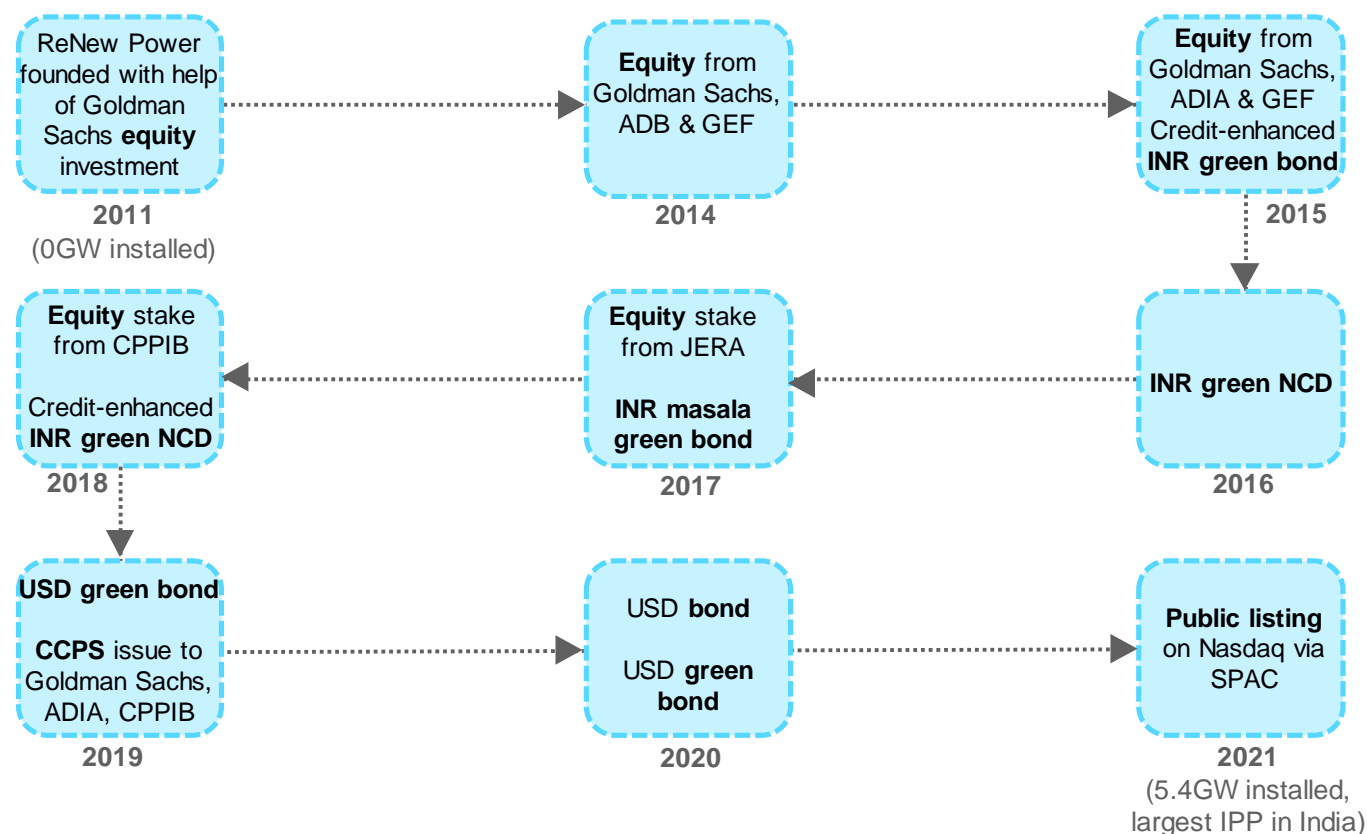 ReNew Power
founded with help
of Goldman
Sachs equity
investment
2011
(0GW installed)
Equity from
Goldman Sachs,
ADB & GEF
2014
Equity from
Goldman Sachs,
ADIA & GEF
Credit-enhanced
INR green bond
2015
INR green NCD
2016
Equity stake
from JERA
INR masala
green bond
2017
Equity stake
from CPPIB
Credit-enhanced
INR green NCD
2018
USD green bond
CCPS issue to
Goldman Sachs,
ADIA, CPPIB
2019
USD bond
USD green
bond
2020
Public listing
on Nasdaq via
SPAC
2021
(5.4GW installed,
largest IPP in India)